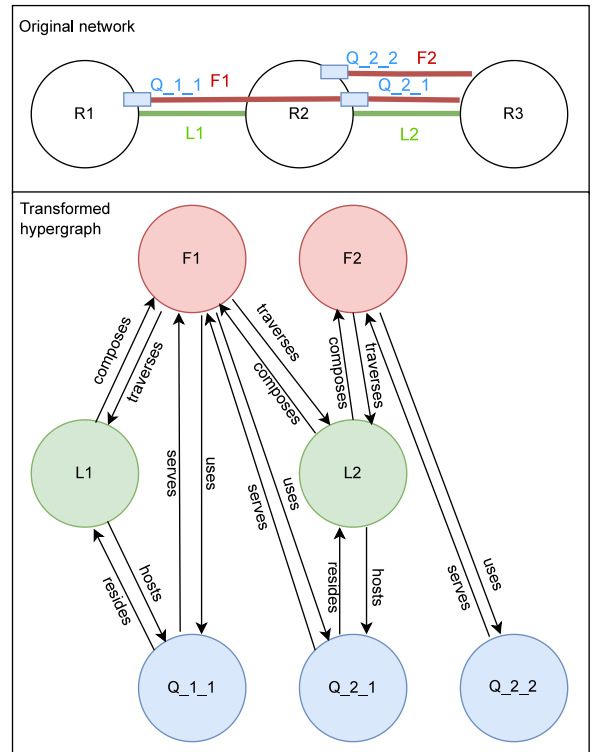 Original network
Q_2_2 F2
Q_1_1 F1 Q_2_1
R1 R2 R3
L1 L2
Transformed
hypergraph
F1 F2
composes traverses traverses composes composes traverses
L1 L2
serves uses serves uses serves uses
resides hosts resides hosts
Q_1_1 Q_2_1 Q_2_2